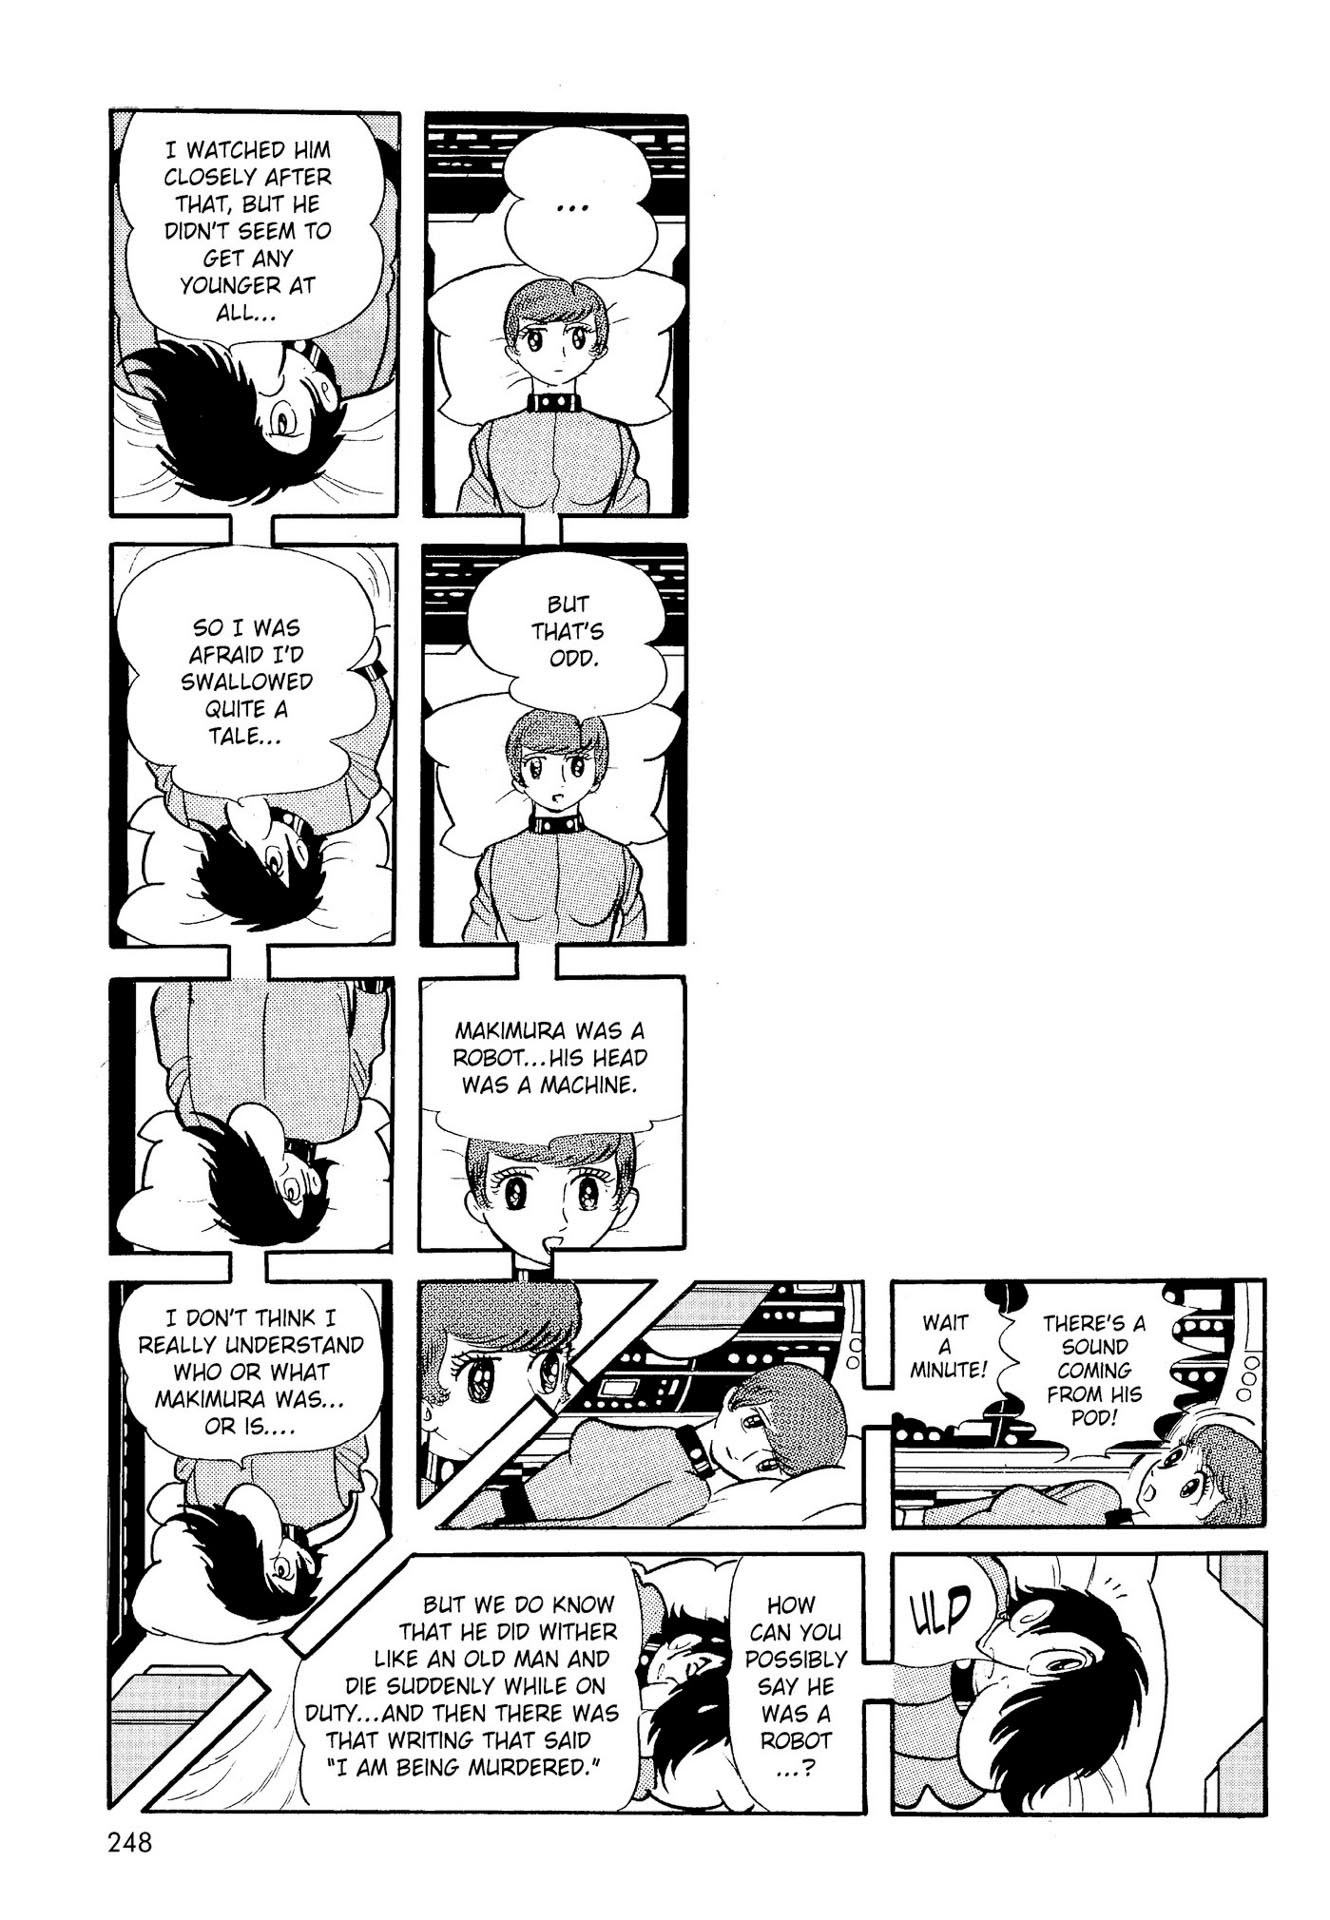 I WATCHED HIM
CLOSELY AFTER
THAT, BUT HE
DIDN'T SEEM TO
GET ANY
YOUNGER AT
ALL...
...
SO I WAS
AFRAID I'D
SWALLOWED
QUITE A
TALE...
BUT
THAT'S
ODD.
MAKIMURA WAS A
ROBOT...HIS HEAD
WAS A MACHINE.
I DON'T THINK I
REALLY UNDERSTAND
WHO OR WHAT
MAKIMURA WAS...
OR IS....
WAIT
A
MINUTE!
THERE'S A
SOUND
COMING
FROM HIS
POD!
BUT WE DO KNOW
THAT HE DID WITHER
LIKE AN OLD MAN AND
DIE SUDDENLY WHILE ON
DUTY...AND THEN THERE WAS
THAT WRITING THAT SAID
"I AM BEING MURDERED."
HOW
CAN YOU
POSSIBLY
SAY HE
WAS A
ROBOT
...?
ULP
248